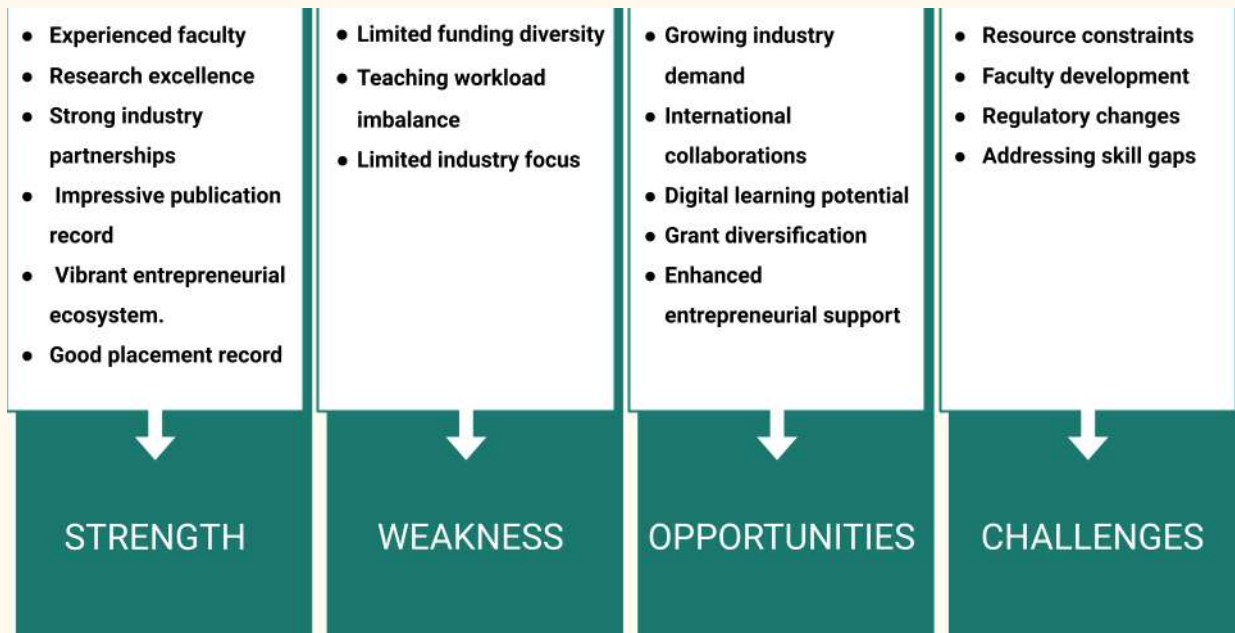 ● Experienced faculty
● Research excellence
● Strong industry
partnerships
● Impressive publication
record
● Vibrant entrepreneurial
ecosystem.
● Good placement record
STRENGTH
● Limited funding diversity
● Teaching workload
imbalance
● Limited industry focus
WEAKNESS
● Growing industry
demand
● International
collaborations
● Digital learning potential
● Grant diversification
● Enhanced
entrepreneurial support
OPPORTUNITIES
● Resource constraints
● Faculty development
● Regulatory changes
● Addressing skill gaps
CHALLENGES